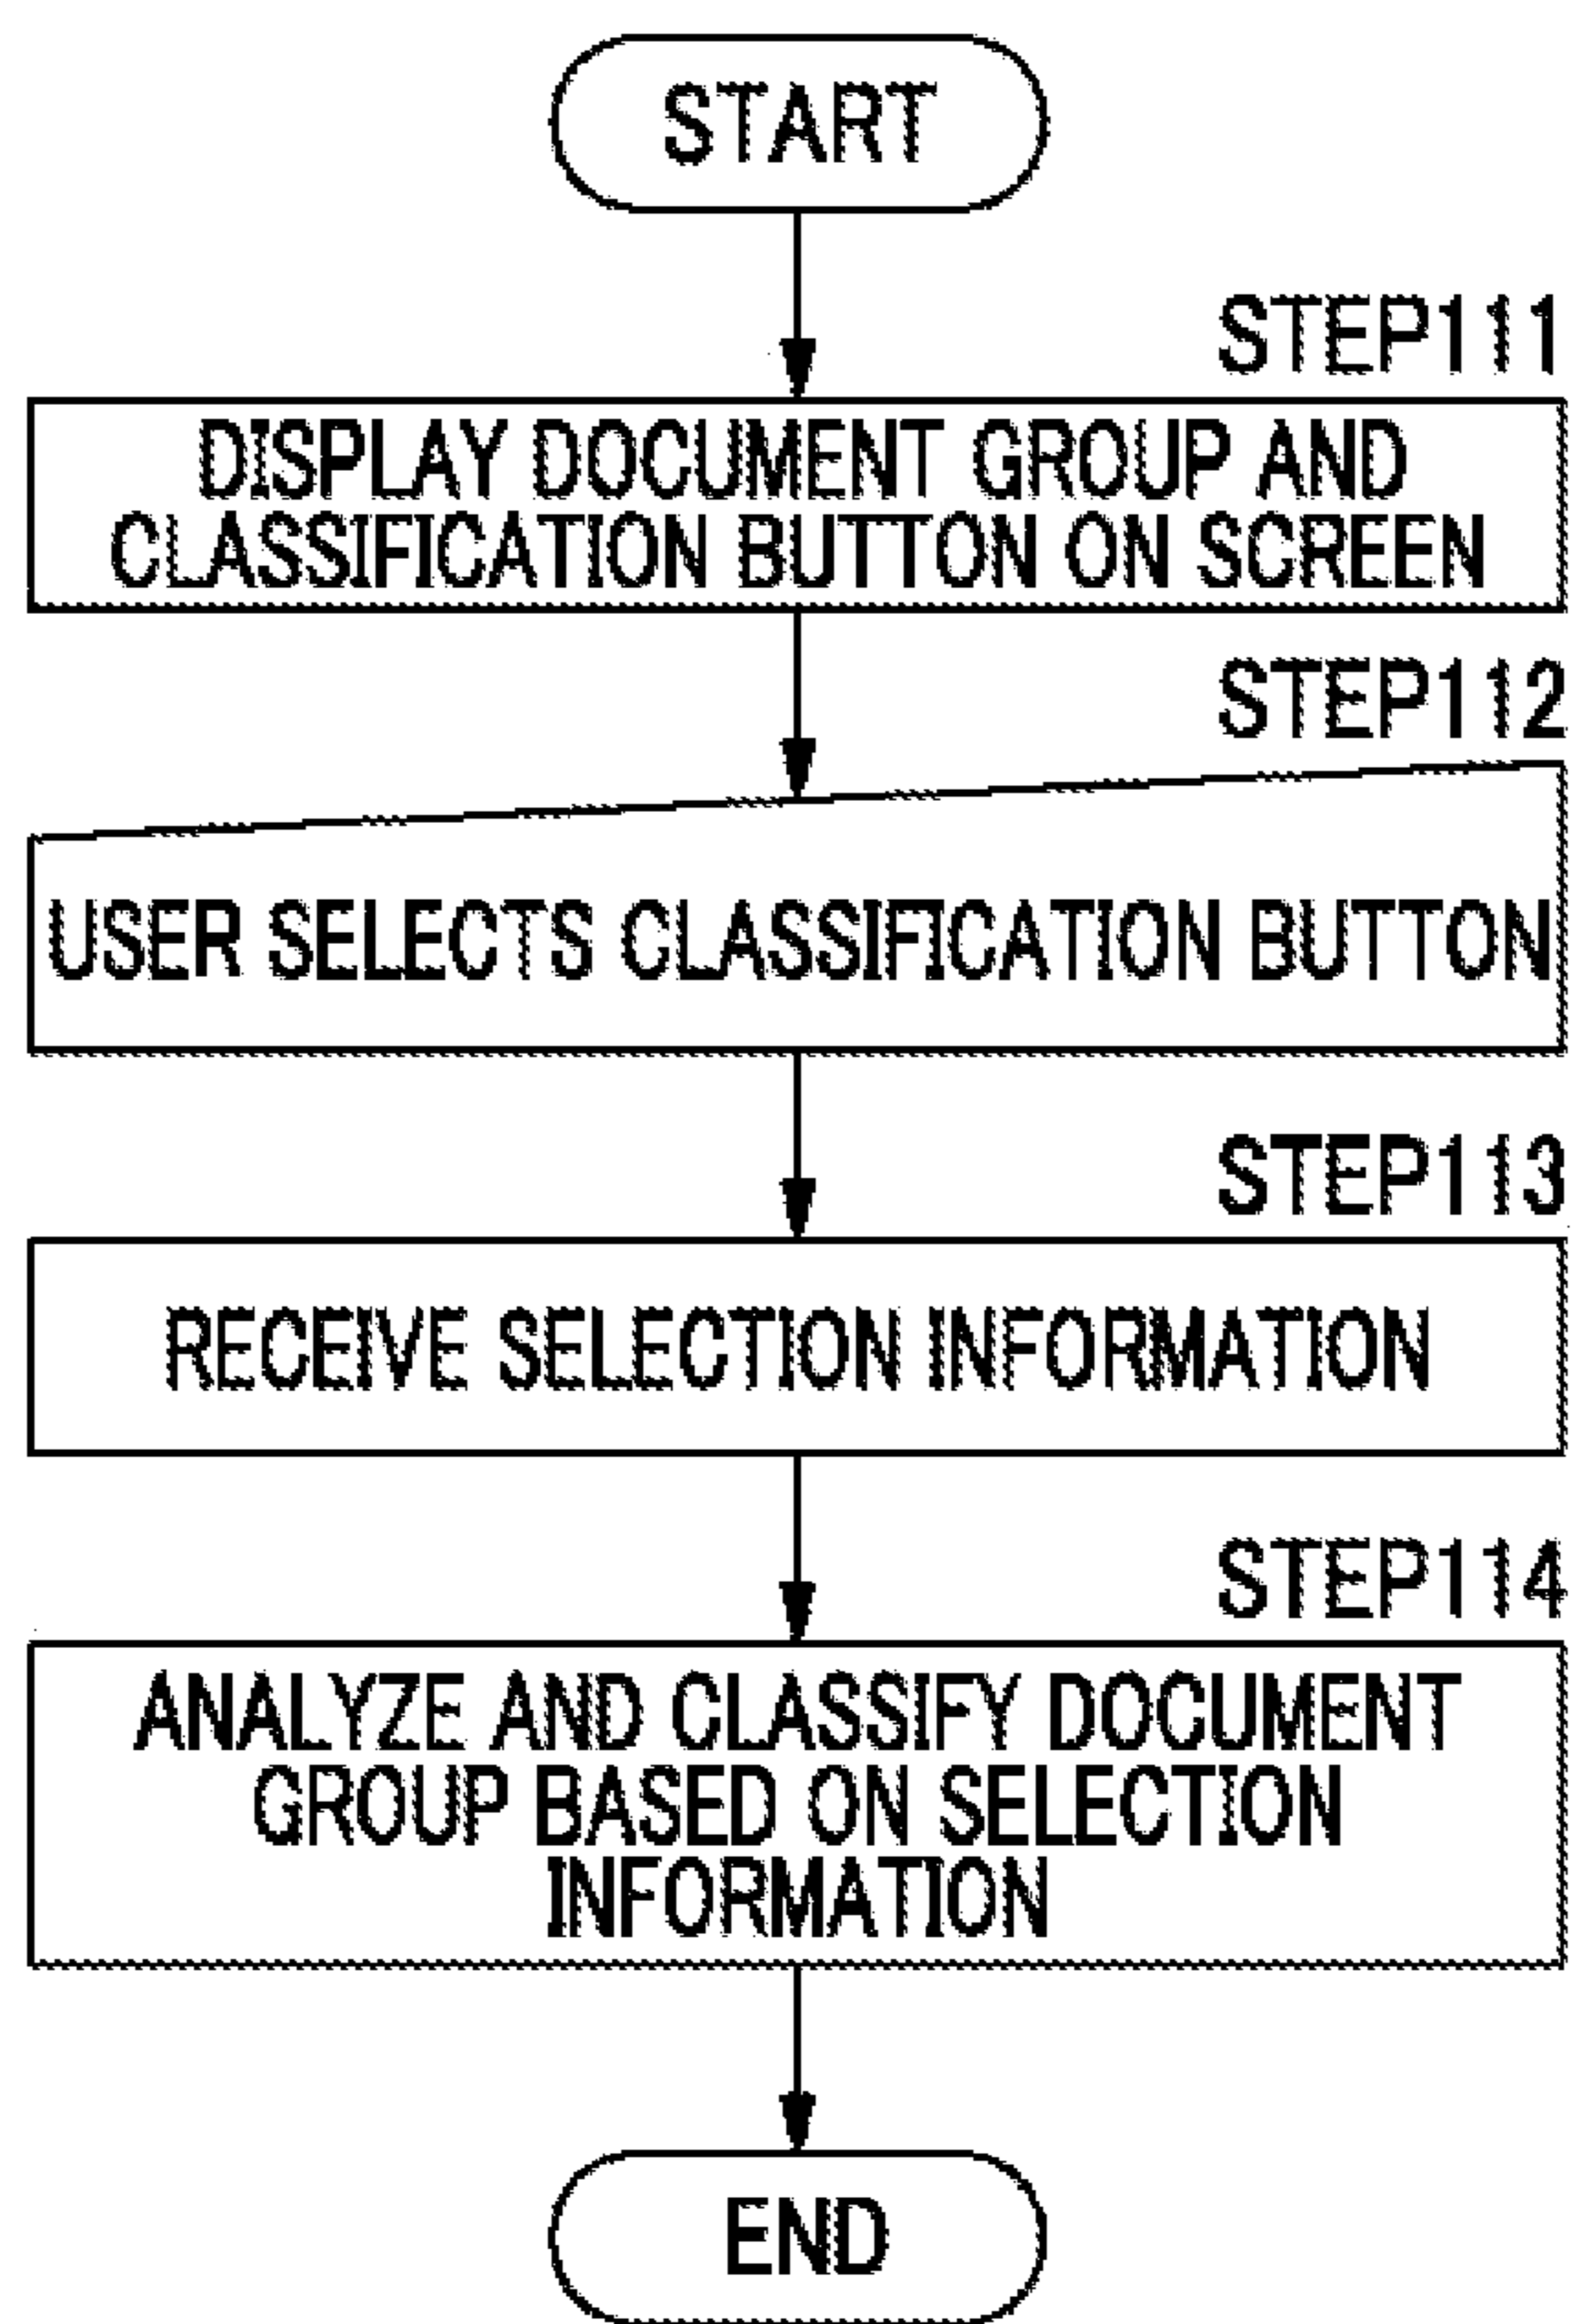 START
STEP111
DISPLAY DOCUMENT GROUP AND
CLASSIFICATION BUTTON ON SCREEN
STEP112
USER SELECTS CLASSIFICATION BUTTON
STEP113
RECEIVE SELECTION INFORMATION
STEP114
ANALYZE AND CLASSIFY DOCUMENT
GROUP BASED ON SELECTION
INFORMATION
END